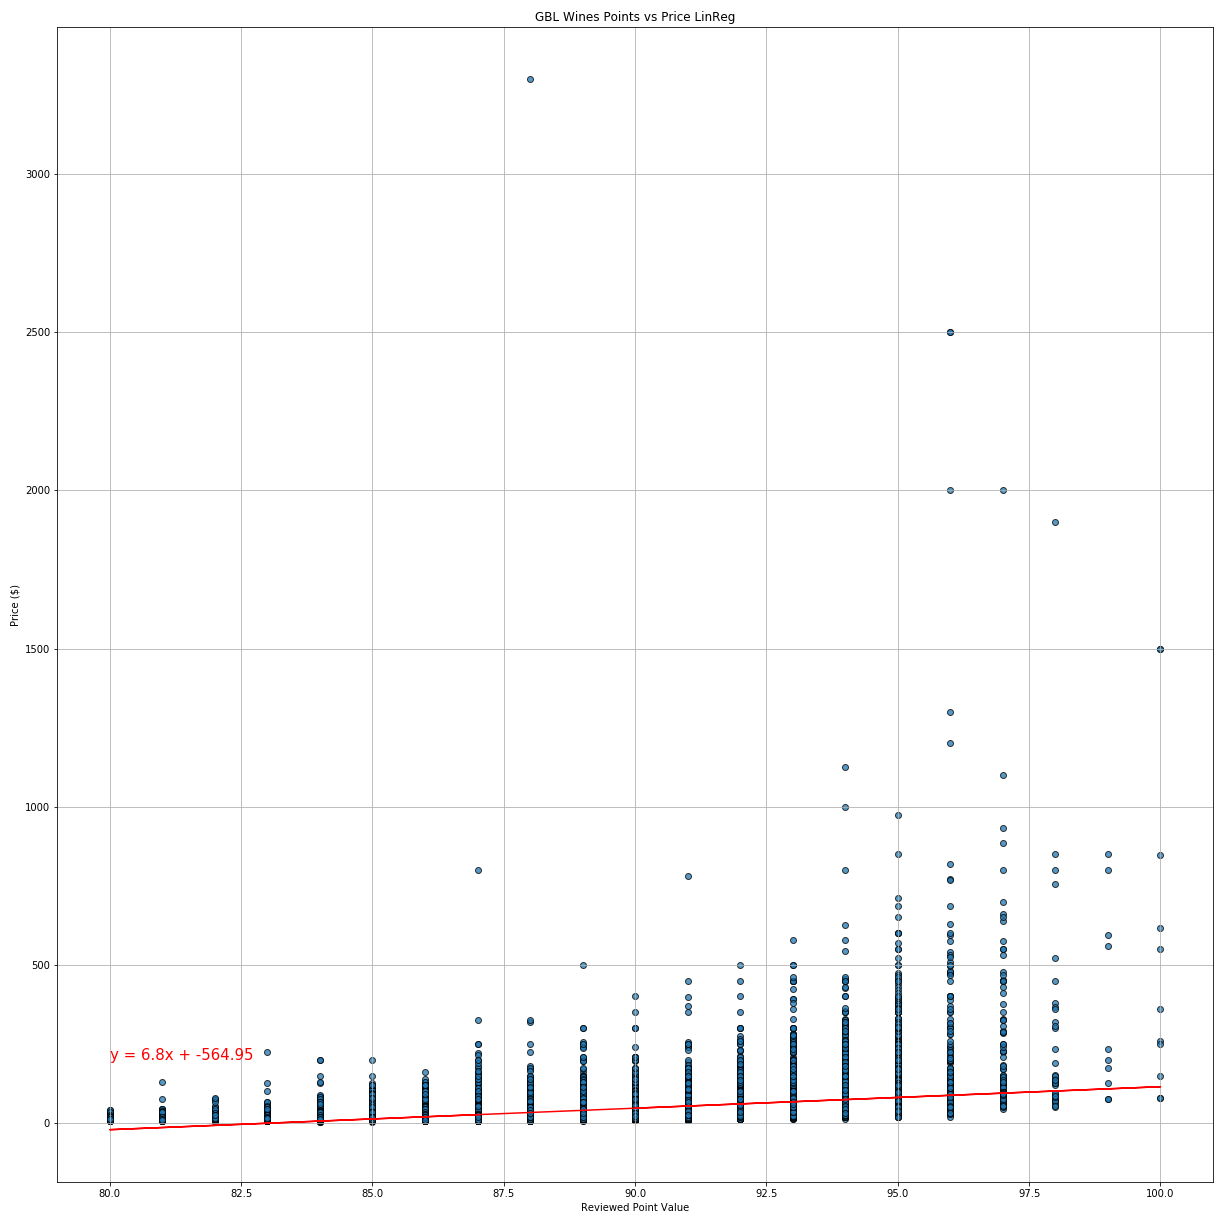 GBL Wines Points vs Price LinReg
3000
2500
2000
1500
1000
500
0
Price ($)
y = 6.8x + -564.95
80.0 82.5 85.0 87.5 90.0 92.5 95.0 97.5 100.0
Reviewed Point Value